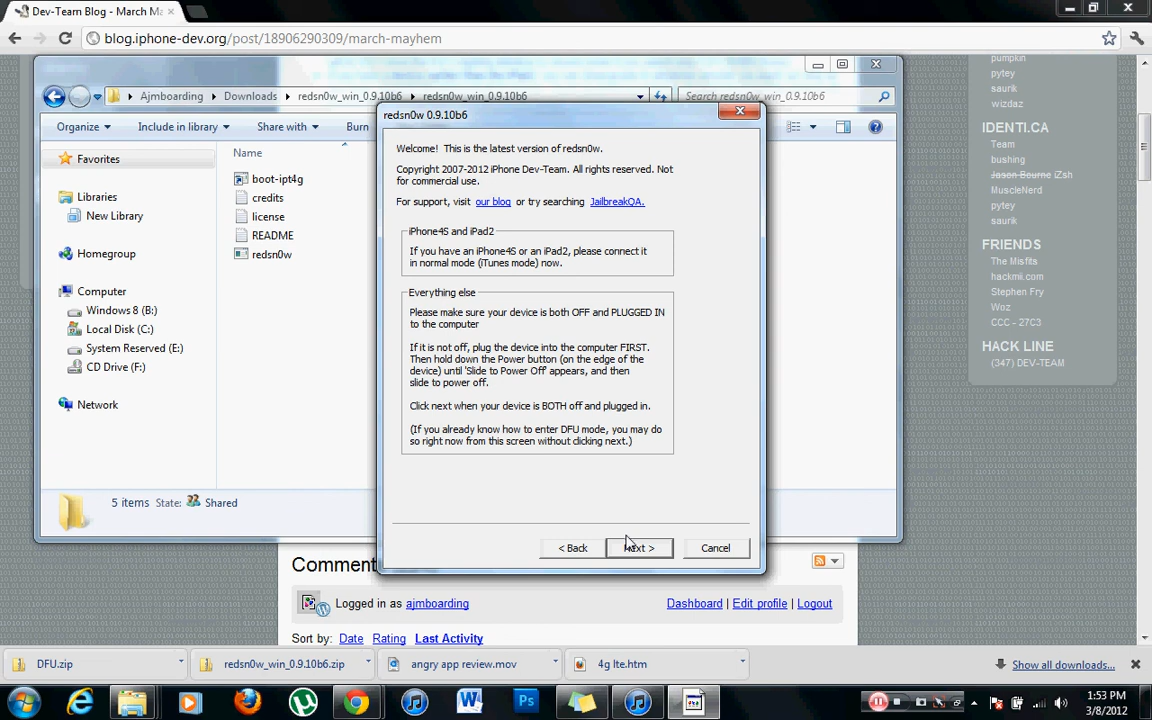 Dev-Team Blog - March M
blog.iphone-dev.org/post/18906290309/march-mayhem
Ajmboarding
Downloads
redsn0w_win_0.9.10b6
redsn0w_win_0.9.10b6
Search redsn0w_win_0.9.10b6
Organize
Include in library
Share with
Burn
Favorites
Libraries
New Library
Homegroup
Computer
Windows 8 (B:)
Local Disk (C:)
System Reserved (E:)
CD Drive (F:)
Network
Name
boot-ipt4g
credits
license
README
redsn0w
5 items State: Shared
redsn0w 0.9.10b6
Welcome! This is the latest version of redsn0w.
Copyright 2007-2012 iPhone Dev-Team. All rights reserved. Not
for commercial use.
For support, visit our blog or try searching JailbreakQA.
iPhone4S and iPad2
If you have an iPhone4S or an iPad2, please connect it
in normal mode (iTunes mode) now.
Everything else
Please make sure your device is both OFF and PLUGGED IN
to the computer
If it is not off, plug the device into the computer FIRST.
Then hold down the Power button (on the edge of the
device) until 'Slide to Power Off' appears, and then
slide to power off.
Click next when your device is BOTH off and plugged in.
(If you already know how to enter DFU mode, you may do
so right now from this screen without clicking next.)
< Back
Next >
Cancel
pumpkin
pytey
saurik
wizdaz
IDENTI.CA
Team
bushing
Jason Bourne iZsh
MuscleNerd
pytey
saurik
FRIENDS
The Misfita
hackmii.com
Stephen Fry
Woz
CCC - 27C3
HACK LINE
(347) DEV-TEAM
Comment
Logged in as ajmboarding
Dashboard | Edit profile | Logout
Sort by: Date Rating Last Activity
DFU.zip
redsn0w_win_0.9.10b6.zip
angry app review.mov
4g lte.htm
Show all downloads...
1:53 PM
3/8/2012